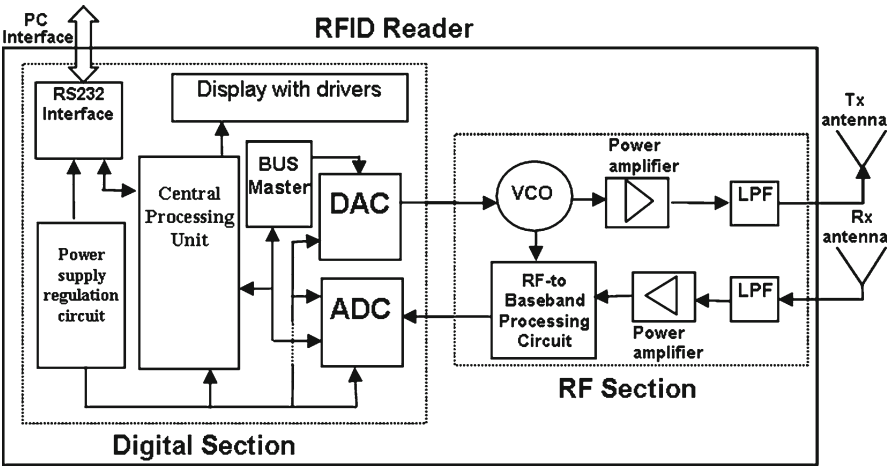 PC
Interface
RFID Reader
RS232
Interface
Display with drivers
BUS
Master
Central
Processing
Unit
DAC
Power
supply
regulation
circuit
ADC
Digital Section
VCO
Power
amplifier
LPF
Tx
antenna
Rx
antenna
RF-to
Baseband
Processing
Circuit
Power
amplifier
LPF
RF Section